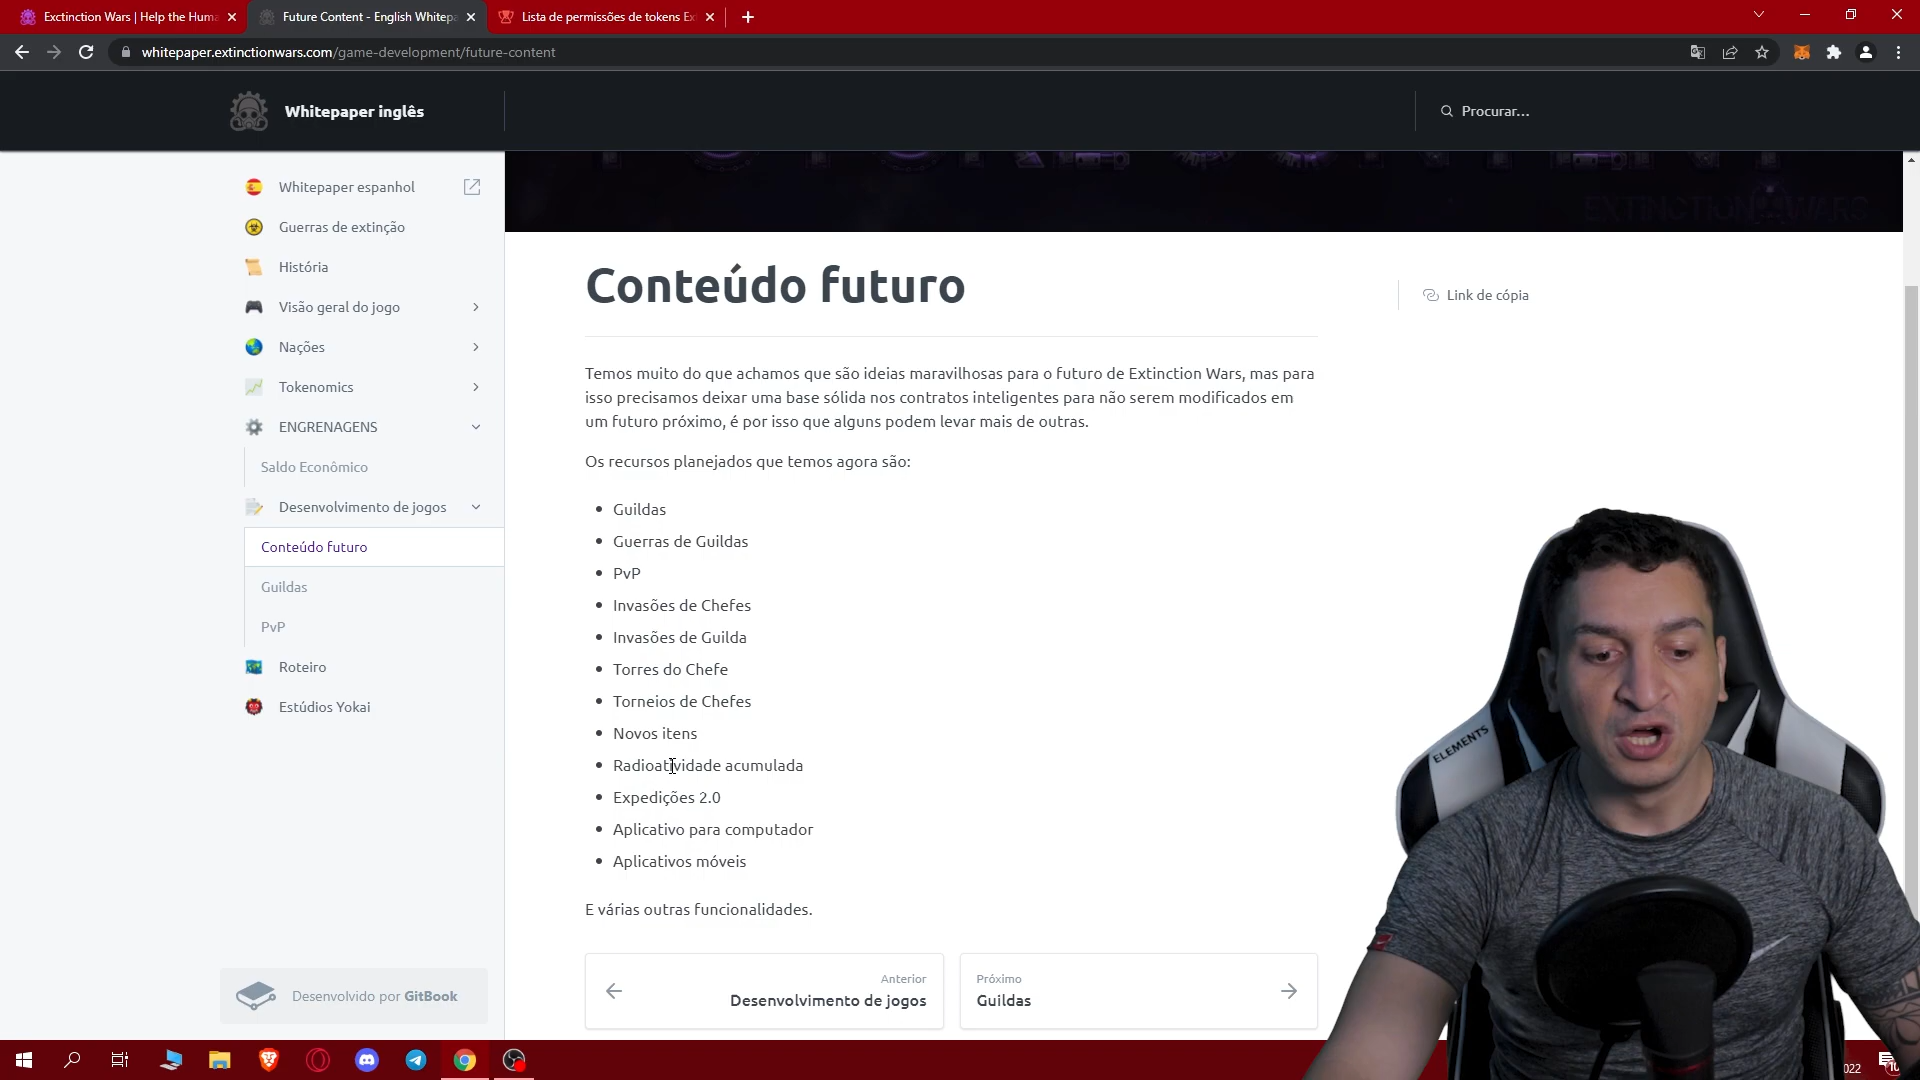 Exctinction Wars | Help the Huma
Future Content - English Whitepa
Lista de permissões de tokens Ex
whitepaper.extinctionwars.com/game-development/future-content
Whitepaper inglês
Procurar...
Whitepaper espanhol
Guerras de extinção
História
Visão geral do jogo
Nações
Tokenomics
ENGRENAGENS
Saldo Econômico
Desenvolvimento de jogos
Conteúdo futuro
Guildas
PvP
Roteiro
Estúdios Yokai
Desenvolvido por GitBook
EXTINCTION WARS
Conteúdo futuro
Link de cópia
Temos muito do que achamos que são ideias maravilhosas para o futuro de Extinction Wars, mas para
isso precisamos deixar uma base sólida nos contratos inteligentes para não serem modificados em
um futuro próximo, é por isso que alguns podem levar mais de outras.
Os recursos planejados que temos agora são:
Guildas
Guerras de Guildas
PvP
Invasões de Chefes
Invasões de Guilda
Torres do Chefe
Torneios de Chefes
Novos itens
Radioatividade acumulada
Expedições 2.0
Aplicativo para computador
Aplicativos móveis
E várias outras funcionalidades.
Anterior
Desenvolvimento de jogos
Próximo
Guildas
ELEMENTS
022